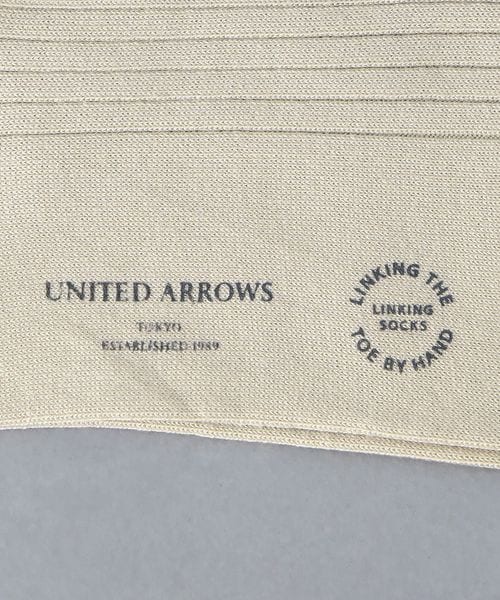 UNITED ARROWS
TOKYO
ESTABLISHED 1989
LINKING THE
LINKING
SOCKS
TOE BY HAND